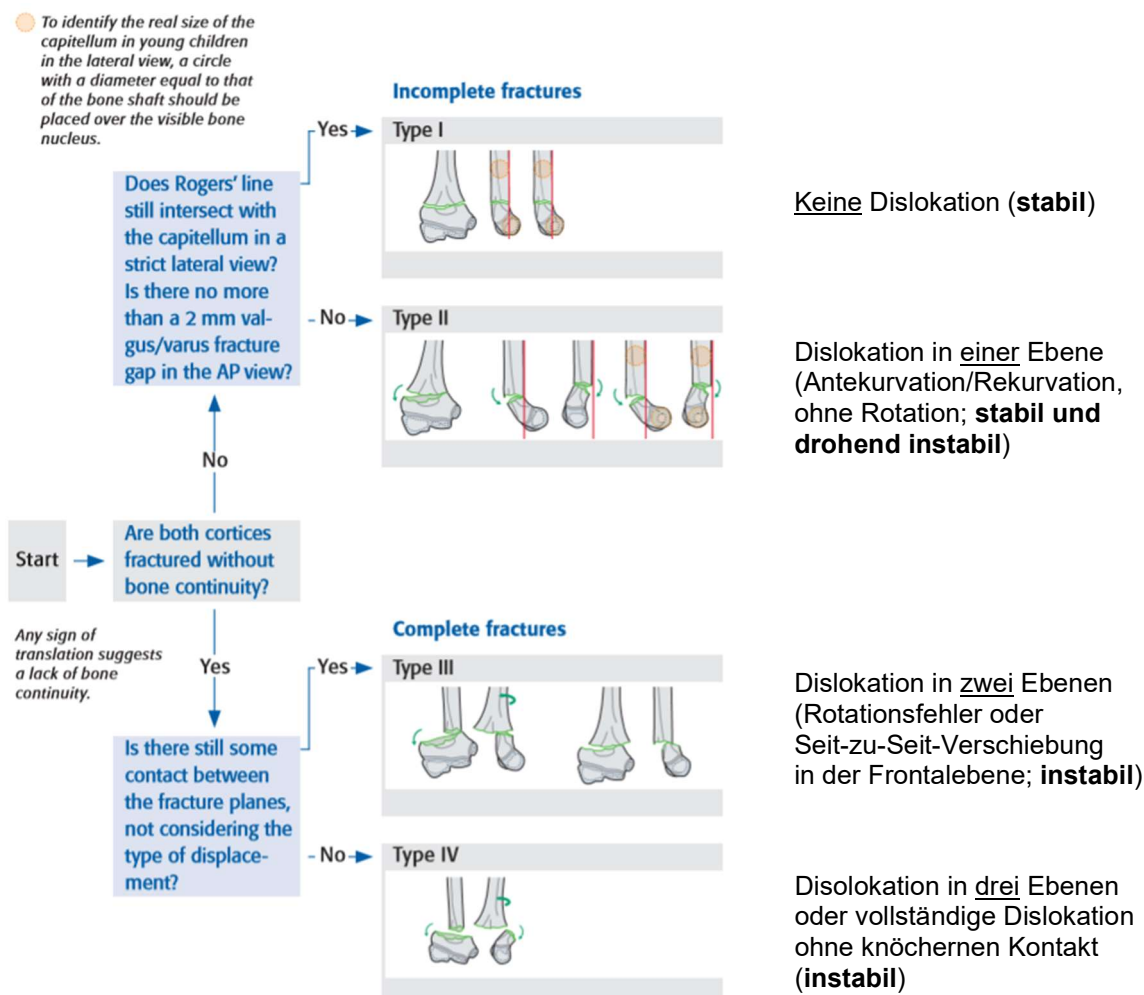 To identify the real size of the
capitellum in young children
in the lateral view, a circle
with a diameter equal to that
of the bone shaft should be
placed over the visible bone
nucleus.
Incomplete fractures
Yes
Type I
Does Rogers’ line
still intersect with
the capitellum in a
strict lateral view?
Is there no more
than a 2 mm val-
gus/varus fracture
gap in the AP view?
Keine Dislokation (stabil)
No
Type II
Dislokation in einer Ebene
(Antekurvation/Rekurvation,
ohne Rotation; stabil und
drohend instabil)
No
Start
Are both cortices
fractured without
bone continuity?
Any sign of
translation suggests
a lack of bone
continuity.
Yes
Complete fractures
Yes
Type III
Is there still some
contact between
the fracture planes,
not considering the
type of displace-
ment?
Dislokation in zwei Ebenen
(Rotationsfehler oder
Seit-zu-Seit-Verschiebung
in der Frontalebene; instabil)
No
Type IV
Disolokation in drei Ebenen
oder vollständige Dislokation
ohne knöchernen Kontakt
(instabil)